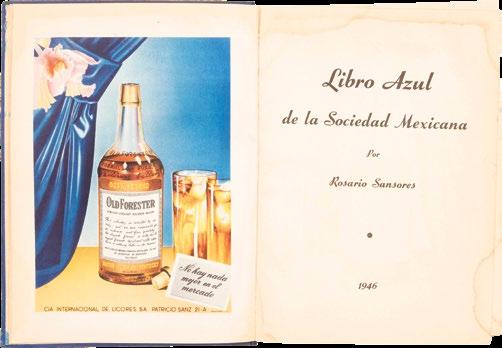 OLD FORESTER
No hay nada
mejor en el
mercado
CIA INTERNACIONAL DE LICORES S.A. PATRICIO SANZ 21-A
Libro Azul
de la Sociedad Mexicana
Por
Rosario Sansores
1946